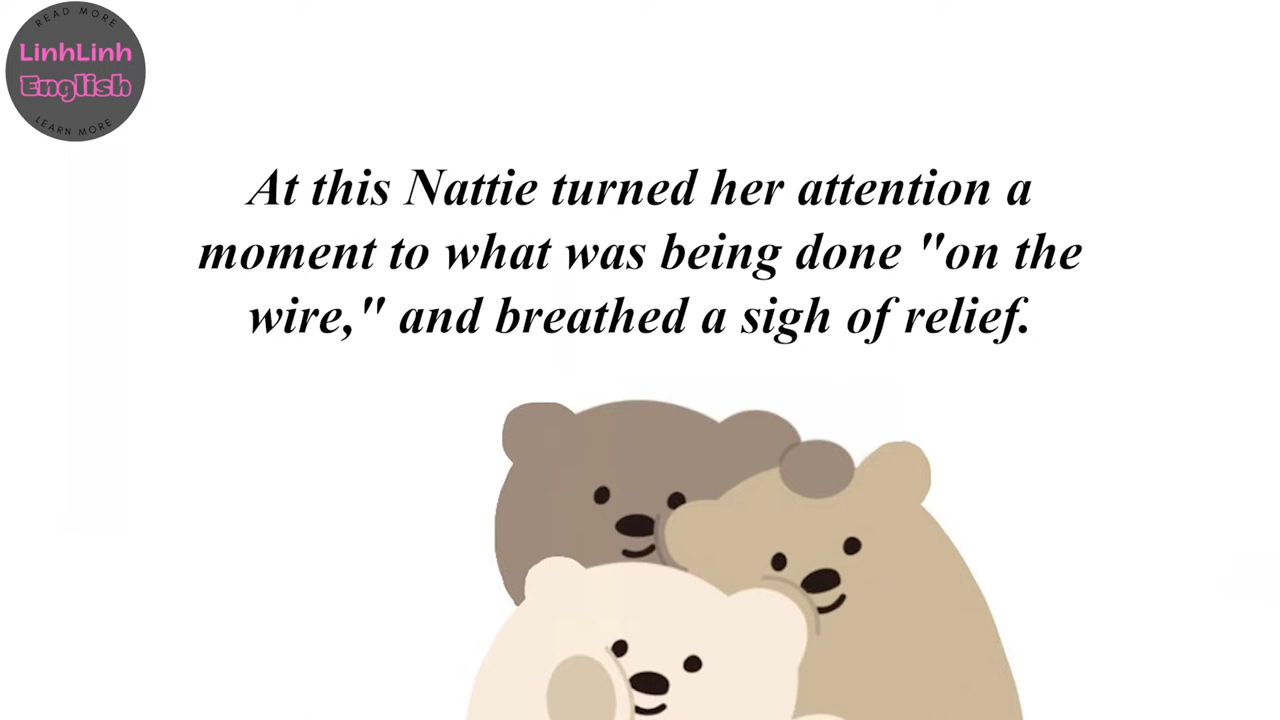 READ MORE
LinhLinh
English
LEARN MORE
At this Nattie turned her attention a
moment to what was being done "on the
wire," and breathed a sigh of relief.